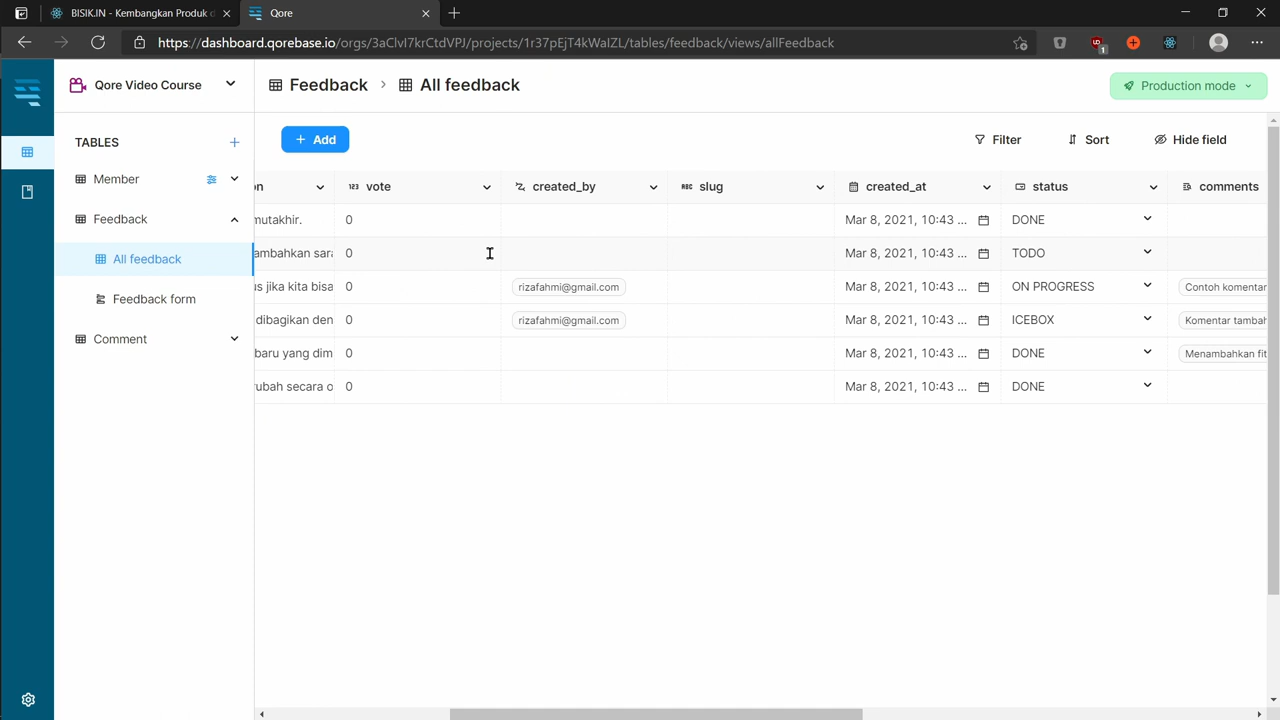 BISIK.IN - Kembangkan Produk d
Qore
https://dashboard.qorebase.io/orgs/3aClvI7krCtdVPJ/projects/1r37pEjT4kWaIZL/tables/feedback/views/allFeedback
Qore Video Course
Feedback > All feedback
Production mode
TABLES
+ Add
Filter
Sort
Hide field
Member
Feedback
All feedback
Feedback form
Comment
on vote created_by slug created_at status comments
mutakhir. 0 Mar 8, 2021, 10:43 ... DONE
ambahkan sara 0 Mar 8, 2021, 10:43 ... TODO
us jika kita bisa 0 rizafahmi@gmail.com Mar 8, 2021, 10:43 ... ON PROGRESS Contoh komentar
dibagikan den 0 rizafahmi@gmail.com Mar 8, 2021, 10:43 ... ICEBOX Komentar tambah
baru yang dim 0 Mar 8, 2021, 10:43 ... DONE Menambahkan fit
rubah secara o 0 Mar 8, 2021, 10:43 ... DONE